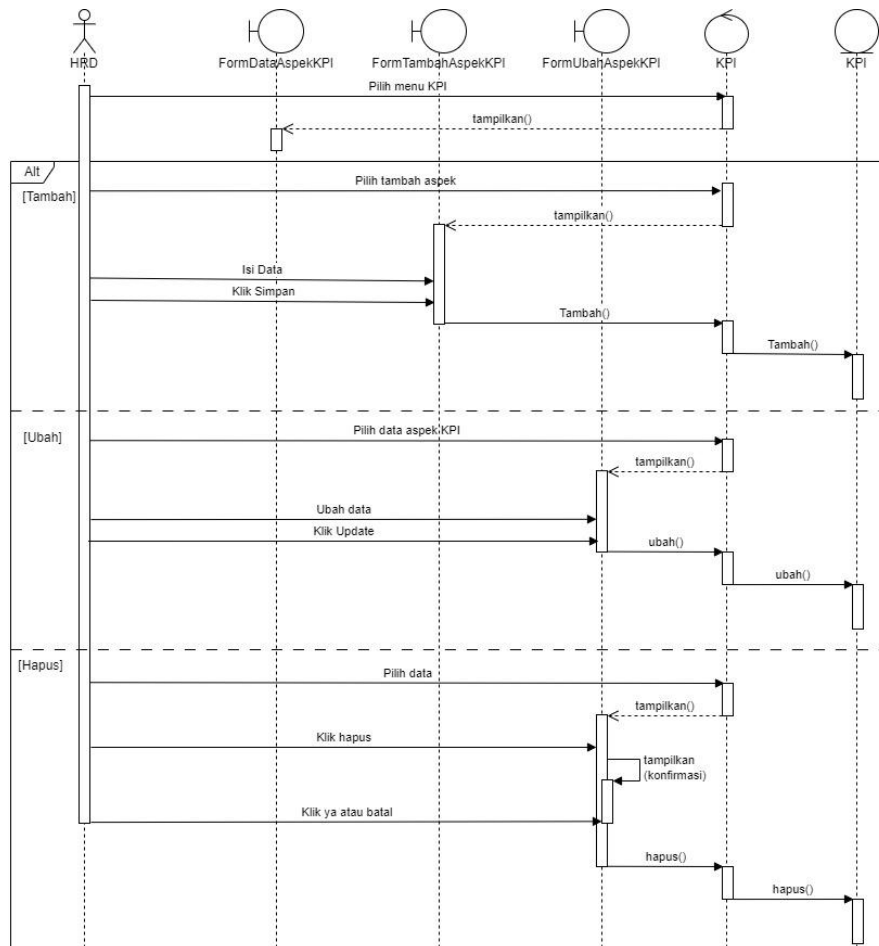 HRD
FormDataAspekKPI
FormTambahAspekKPI
FormUbahAspekKPI
KPI
KPI
Pilih menu KPI
tampilkan()
Alt
[Tambah]
Pilih tambah aspek
tampilkan()
Isi Data
Klik Simpan
Tambah()
Tambah()
[Ubah]
Pilih data aspek KPI
tampilkan()
Ubah data
Klik Update
ubah()
ubah()
[Hapus]
Pilih data
tampilkan()
Klik hapus
tampilkan
(konfirmasi)
Klik ya atau batal
hapus()
hapus()